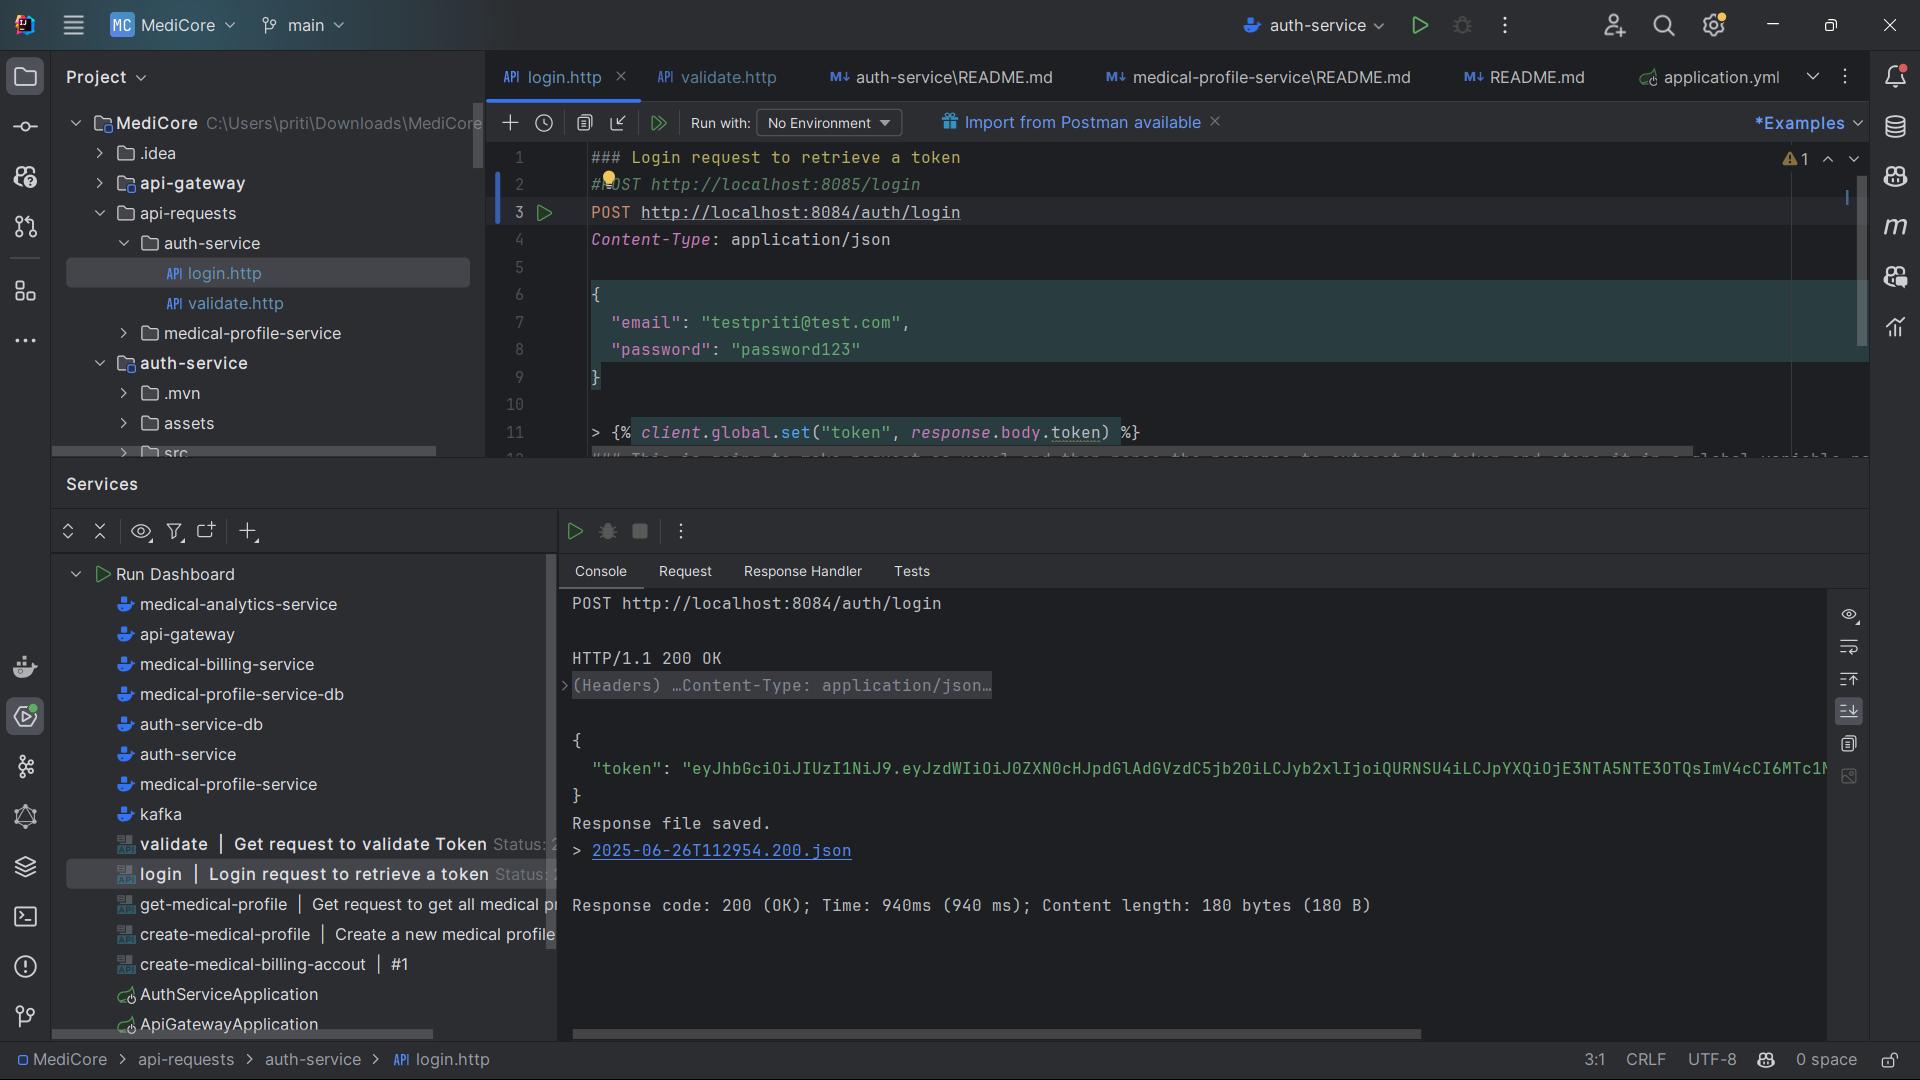 MC MediCore main auth-service
Project
login.http validate.http auth-service\README.md medical-profile-service\README.md README.md application.yml
MediCore C:\Users\priti\Downloads\MediCore
.idea
api-gateway
api-requests
auth-service
login.http
validate.http
medical-profile-service
auth-service
.mvn
assets
src
Run with: No Environment Import from Postman available *Examples
1 ### Login request to retrieve a token
2 #POST http://localhost:8085/login
3 POST http://localhost:8084/auth/login
4 Content-Type: application/json
5
6 {
7 "email": "testpriti@test.com",
8 "password": "password123"
9 }
10
11 > {% client.global.set("token", response.body.token) %}
1
Services
Run Dashboard
medical-analytics-service
api-gateway
medical-billing-service
medical-profile-service-db
auth-service-db
auth-service
medical-profile-service
kafka
validate | Get request to validate Token Status: 2
login | Login request to retrieve a token Status: 2
get-medical-profile | Get request to get all medical pr
create-medical-profile | Create a new medical profile
create-medical-billing-accout | #1
AuthServiceApplication
ApiGatewayApplication
Console Request Response Handler Tests
POST http://localhost:8084/auth/login
HTTP/1.1 200 OK
(Headers) …Content-Type: application/json…
{
"token": "eyJhbGciOiJIUzI1NiJ9.eyJzdWIiOiJ0ZXN0cHJpdGlAdGVzdC5jb20iLCJyb2xlIjoiQURNSU4iLCJpYXQiOjE3NTA5NTE3OTQsImV4cCI6MTc1N
}
Response file saved.
> 2025-06-26T112954.200.json
Response code: 200 (OK); Time: 940ms (940 ms); Content length: 180 bytes (180 B)
MediCore > api-requests > auth-service > login.http
3:1 CRLF UTF-8 0 space